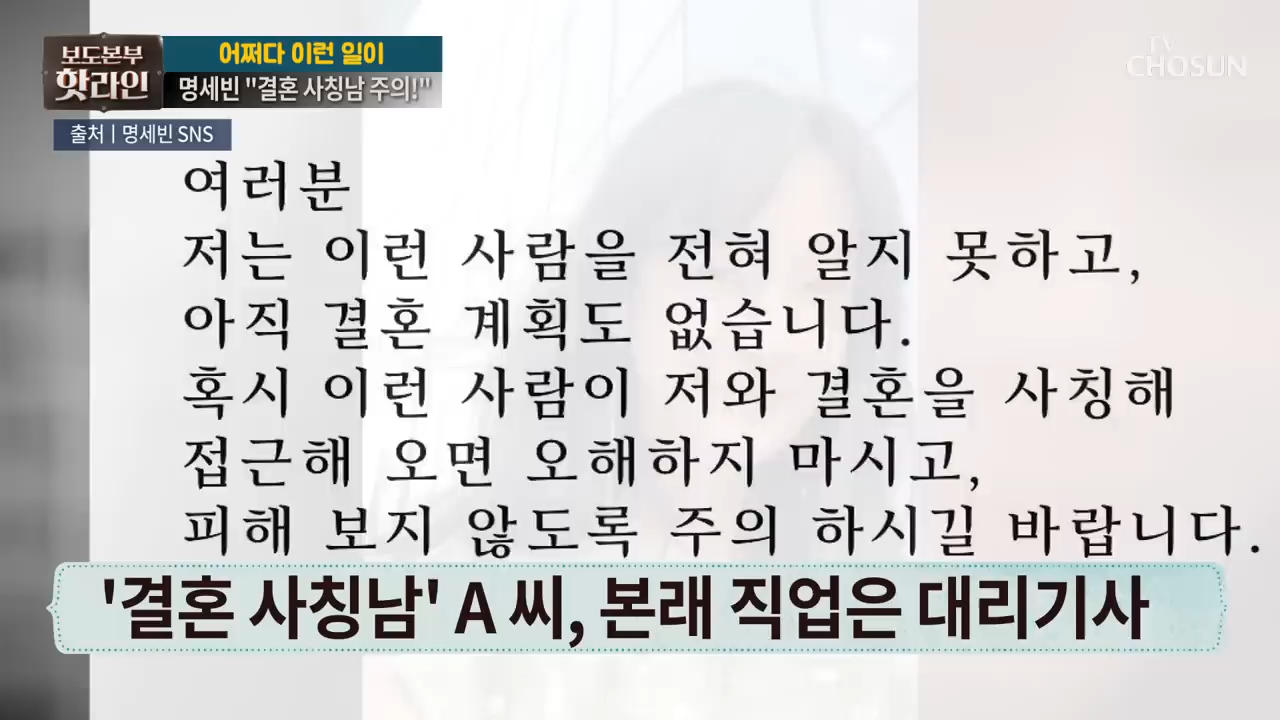 보도본부
핫라인
어쩌다 이런 일이
명세빈 "결혼 사칭남 주의!"
출처ㅣ명세빈 SNS
TV
CHOSUN
여러분
저는 이런 사람을 전혀 알지 못하고,
아직 결혼 계획도 없습니다.
혹시 이런 사람이 저와 결혼을 사칭해
접근해 오면 오해하지 마시고,
피해 보지 않도록 주의 하시길 바랍니다.
'결혼 사칭남' A 씨, 본래 직업은 대리기사